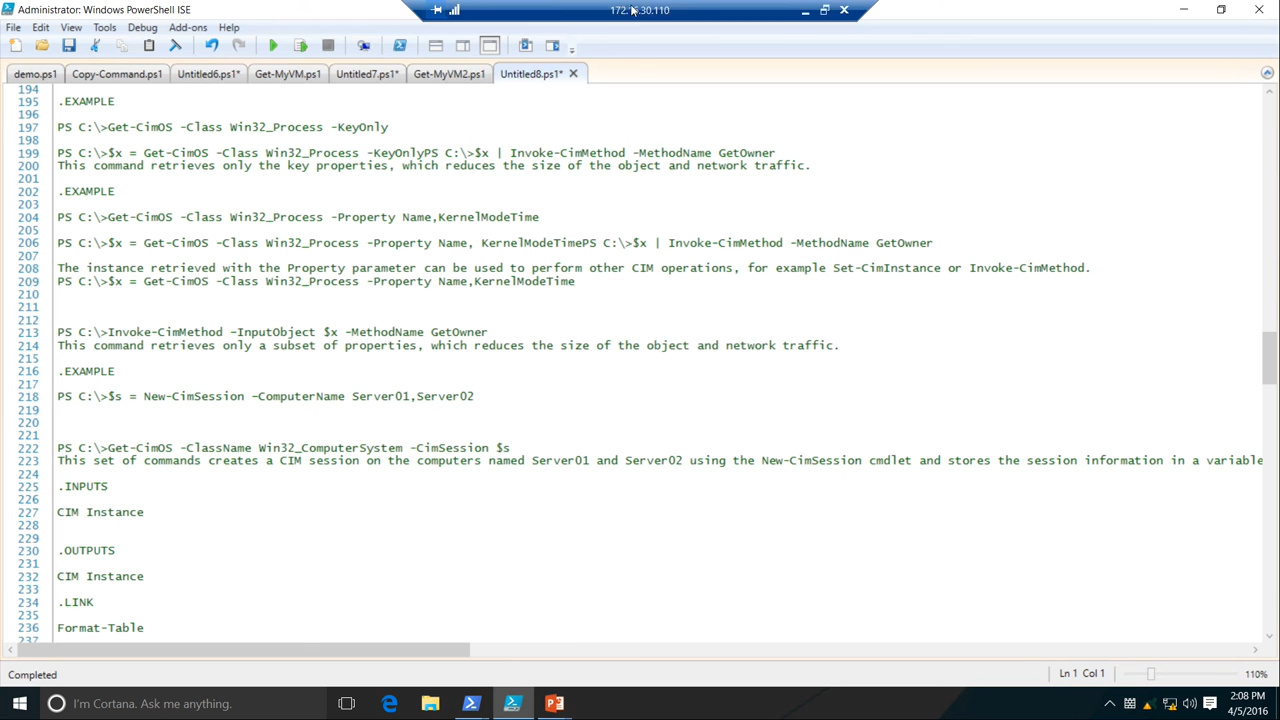 Administrator: Windows PowerShell ISE
172.16.30.110
File Edit View Tools Debug Add-ons Help
demo.ps1 Copy-Command.ps1 Untitled6.ps1* Get-MyVM.ps1 Untitled7.ps1* Get-MyVM2.ps1 Untitled8.ps1*
194
195 .EXAMPLE
196
197 PS C:\>Get-CimOS -Class Win32_Process -KeyOnly
198
199 PS C:\>$x = Get-CimOS -Class Win32_Process -KeyOnlyPS C:\>$x | Invoke-CimMethod -MethodName GetOwner
200 This command retrieves only the key properties, which reduces the size of the object and network traffic.
201
202 .EXAMPLE
203
204 PS C:\>Get-CimOS -Class Win32_Process -Property Name,KernelModeTime
205
206 PS C:\>$x = Get-CimOS -Class Win32_Process -Property Name, KernelModeTimePS C:\>$x | Invoke-CimMethod -MethodName GetOwner
207
208 The instance retrieved with the Property parameter can be used to perform other CIM operations, for example Set-CimInstance or Invoke-CimMethod.
209 PS C:\>$x = Get-CimOS -Class Win32_Process -Property Name,KernelModeTime
210
211
212
213 PS C:\>Invoke-CimMethod -InputObject $x -MethodName GetOwner
214 This command retrieves only a subset of properties, which reduces the size of the object and network traffic.
215
216 .EXAMPLE
217
218 PS C:\>$s = New-CimSession -ComputerName Server01,Server02
219
220
221
222 PS C:\>Get-CimOS -ClassName Win32_ComputerSystem -CimSession $s
223 This set of commands creates a CIM session on the computers named Server01 and Server02 using the New-CimSession cmdlet and stores the session information in a variable
224
225 .INPUTS
226
227 CIM Instance
228
229
230 .OUTPUTS
231
232 CIM Instance
233
234 .LINK
235
236 Format-Table
237
Completed
Ln 1 Col 1
110%
I'm Cortana. Ask me anything.
2:08 PM
4/5/2016